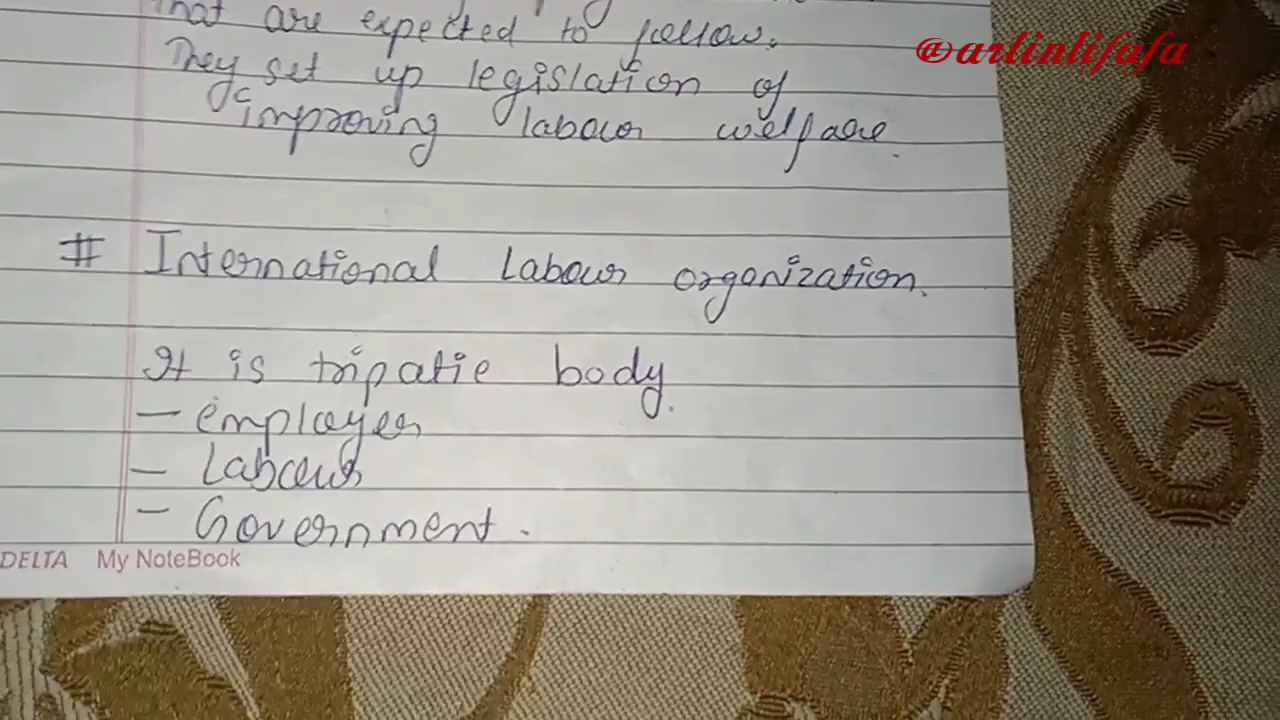 that are expected to follow.
They set up legislation of
improving labour welfare.
@arlinlifafa
# International Labour organization.
It is tripatie body.
- employer
- Labour
- Government.
DELTA My NoteBook